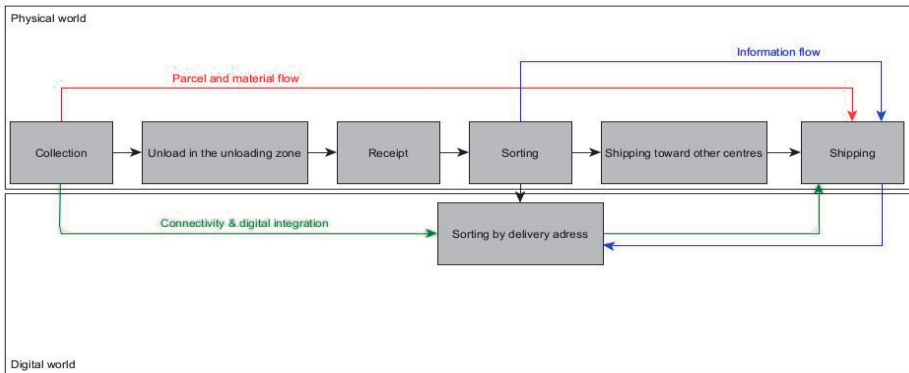 Physical world
Information flow
Parcel and material flow
Collection
Unload in the unloading zone
Receipt
Sorting
Shipping toward other centres
Shipping
Connectivity & digital integration
Sorting by delivery adress
Digital world